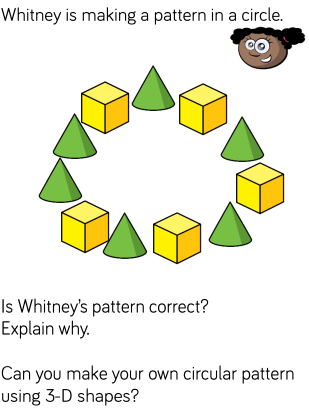 Whitney is making a pattern in a circle.
Is Whitney's pattern correct?
Explain why.
Can you make your own circular pattern
using 3-D shapes?